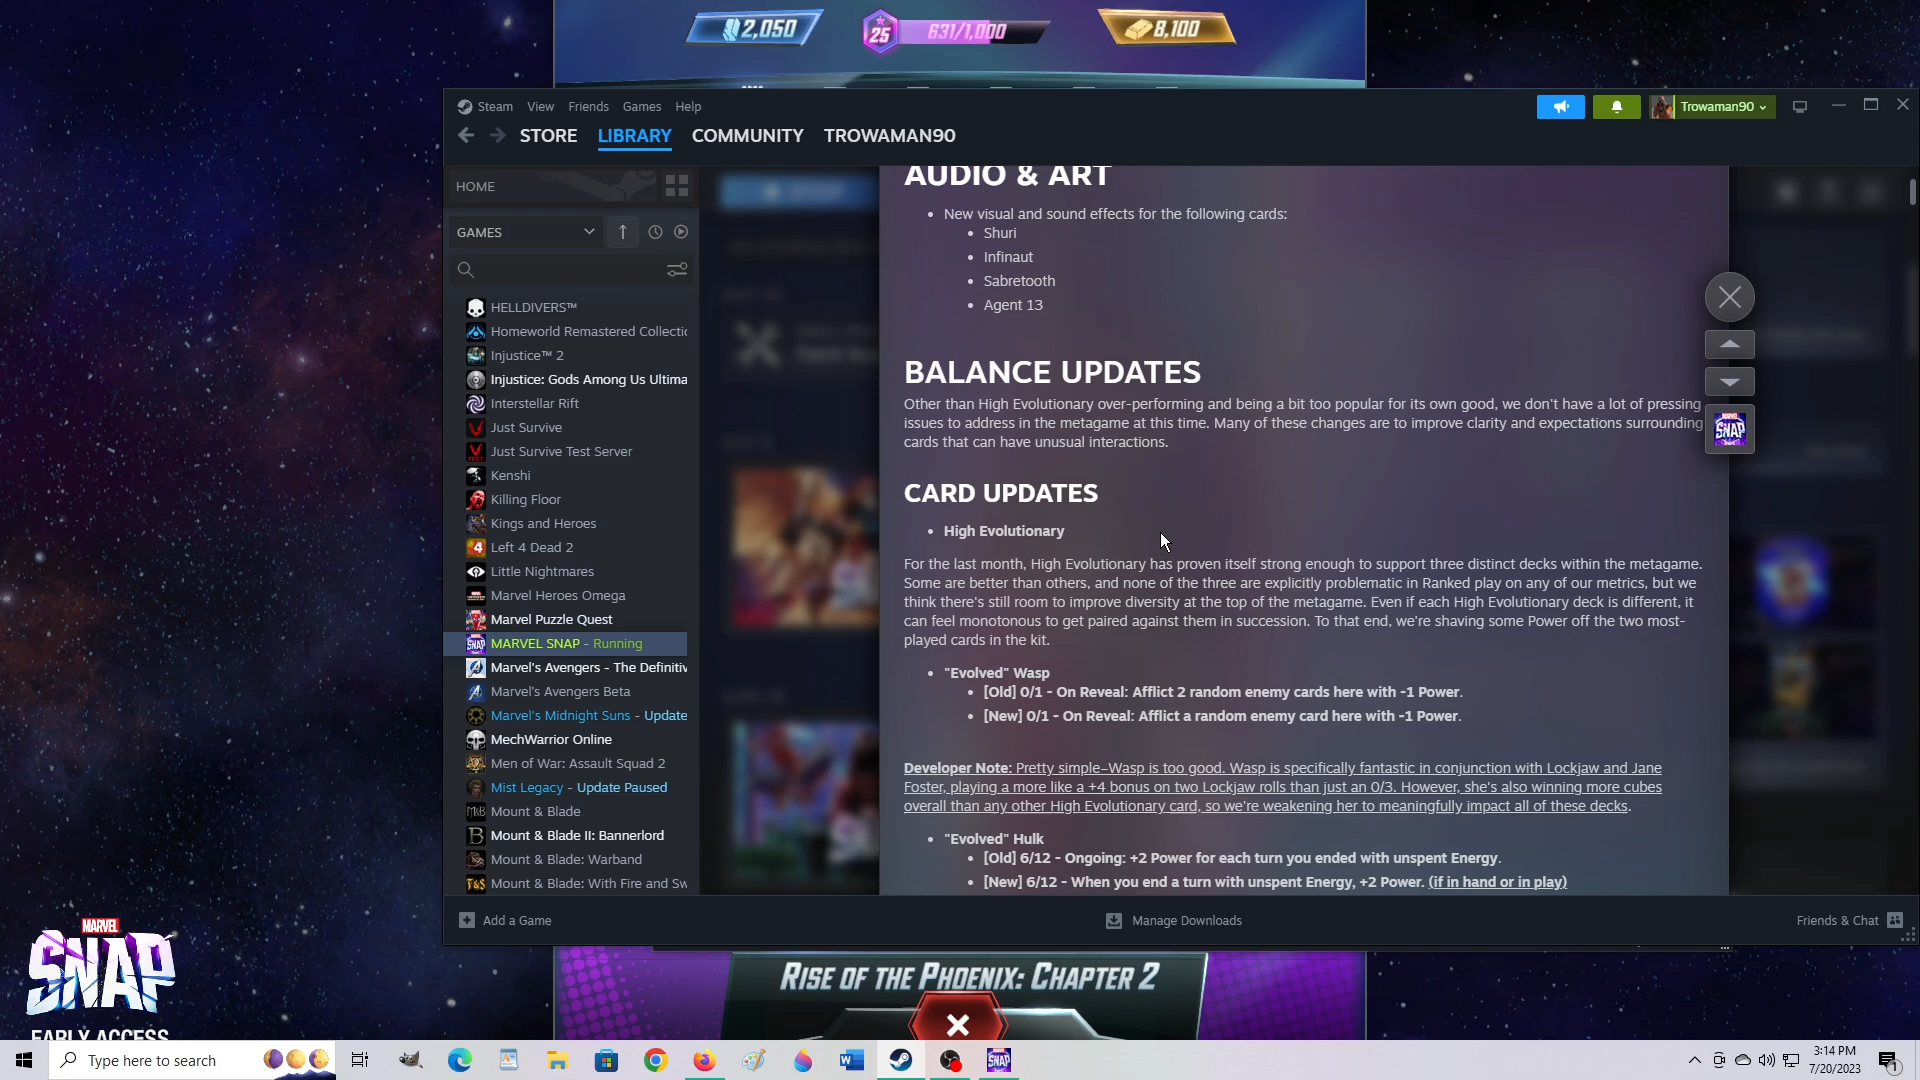 2,050
25
631/1,000
8,100
Steam View Friends Games Help
Trowaman90
STORE LIBRARY COMMUNITY TROWAMAN90
HOME
GAMES
HELLDIVERS™
Homeworld Remastered Collectic
Injustice™ 2
Injustice: Gods Among Us Ultima
Interstellar Rift
Just Survive
Just Survive Test Server
Kenshi
Killing Floor
Kings and Heroes
Left 4 Dead 2
Little Nightmares
Marvel Heroes Omega
Marvel Puzzle Quest
MARVEL SNAP - Running
Marvel's Avengers - The Definitiv
Marvel's Avengers Beta
Marvel's Midnight Suns - Update
MechWarrior Online
Men of War: Assault Squad 2
Mist Legacy - Update Paused
Mount & Blade
Mount & Blade II: Bannerlord
Mount & Blade: Warband
Mount & Blade: With Fire and Sw
AUDIO & ART
• New visual and sound effects for the following cards:
• Shuri
• Infinaut
• Sabretooth
• Agent 13
BALANCE UPDATES
Other than High Evolutionary over-performing and being a bit too popular for its own good, we don't have a lot of pressing
issues to address in the metagame at this time. Many of these changes are to improve clarity and expectations surrounding
cards that can have unusual interactions.
CARD UPDATES
• High Evolutionary
For the last month, High Evolutionary has proven itself strong enough to support three distinct decks within the metagame.
Some are better than others, and none of the three are explicitly problematic in Ranked play on any of our metrics, but we
think there's still room to improve diversity at the top of the metagame. Even if each High Evolutionary deck is different, it
can feel monotonous to get paired against them in succession. To that end, we're shaving some Power off the two most-
played cards in the kit.
• "Evolved" Wasp
• [Old] 0/1 - On Reveal: Afflict 2 random enemy cards here with -1 Power.
• [New] 0/1 - On Reveal: Afflict a random enemy card here with -1 Power.
Developer Note: Pretty simple–Wasp is too good. Wasp is specifically fantastic in conjunction with Lockjaw and Jane
Foster, playing a more like a +4 bonus on two Lockjaw rolls than just an 0/3. However, she's also winning more cubes
overall than any other High Evolutionary card, so we're weakening her to meaningfully impact all of these decks.
• "Evolved" Hulk
• [Old] 6/12 - Ongoing: +2 Power for each turn you ended with unspent Energy.
• [New] 6/12 - When you end a turn with unspent Energy, +2 Power. (if in hand or in play)
MARVEL
SNAP
Add a Game
Manage Downloads
Friends & Chat
RISE OF THE PHOENIX: CHAPTER 2
MARVEL
SNAP
EARLY ACCESS
Type here to search
3:14 PM
7/20/2023
1